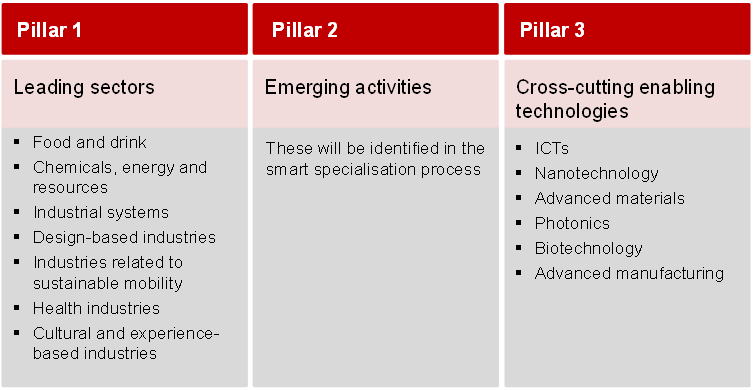 Pillar 1
Leading sectors
▪ Food and drink
▪ Chemicals, energy and
resources
▪ Industrial systems
▪ Design-based industries
▪ Industries related to
sustainable mobility
▪ Health industries
▪ Cultural and experience-
based industries
Pillar 2
Emerging activities
These will be identified in the
smart specialisation process
Pillar 3
Cross-cutting enabling
technologies
▪ ICTs
▪ Nanotechnology
▪ Advanced materials
▪ Photonics
▪ Biotechnology
▪ Advanced manufacturing